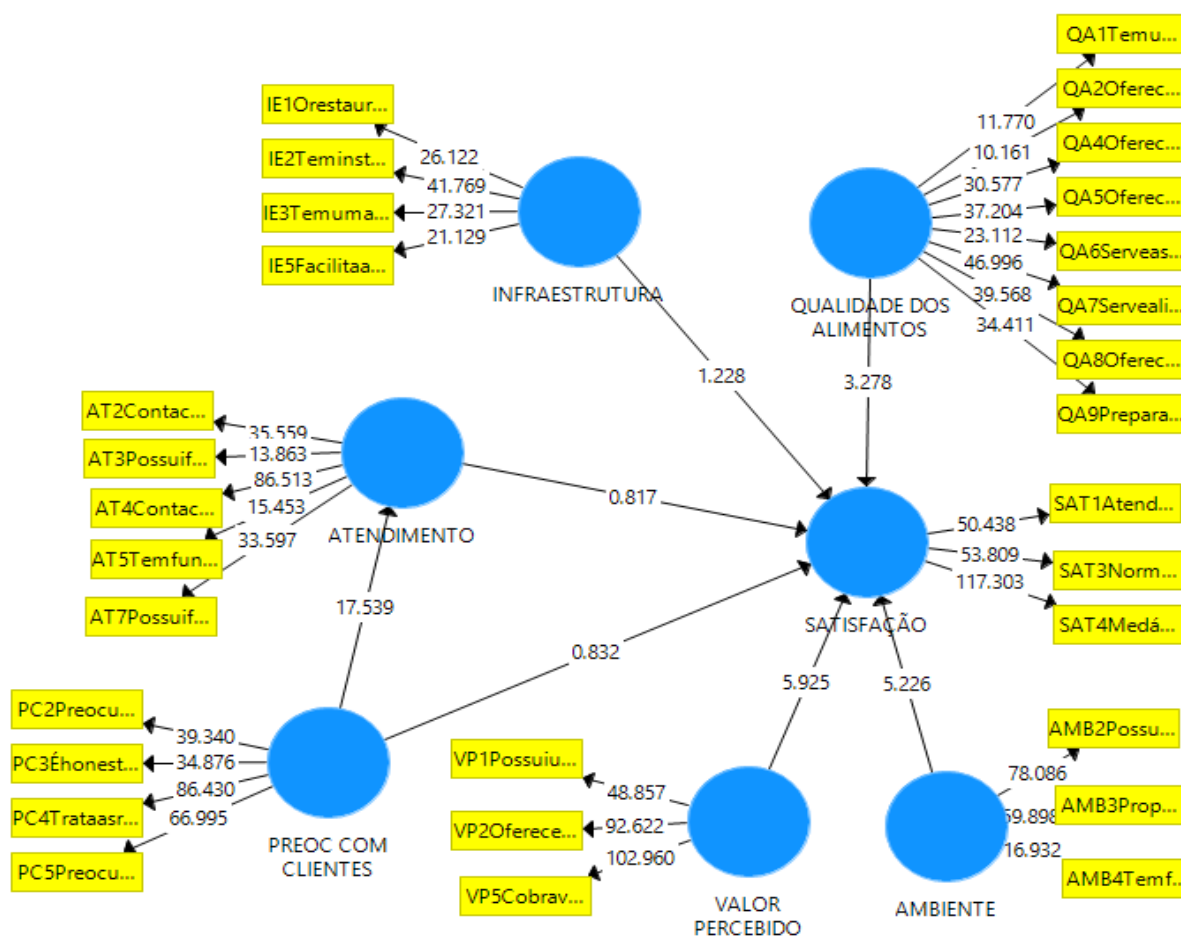 QA1Temu...
QA2Oferec...
IE1Orestaur...
11.770
10.161
QA4Oferec...
IE2Teminst...
26.122
30.577
41.769
37.204
QA5Oferec...
IE3Temuma...
27.321
23.112
21.129
46.996
QA6Serveas...
IE5Facilitaa...
39.568
INFRAESTRUTURA
QUALIDADE DOS
ALIMENTOS
34.411
QA7Serveali...
QA8Oferec...
1.228
3.278
AT2Contac...
QA9Prepara...
35.559
AT3Possuif...
13.863
86.513
AT4Contac...
15.453
0.817
SAT1Atend...
33.597
ATENDIMENTO
50.438
AT5Temfun...
53.809
SAT3Norm...
117.303
AT7Possuif...
17.539
SATISFAÇÃO
SAT4Medá...
0.832
5.925
5.226
PC2Preocu...
39.340
AMB2Possu...
PC3Éhonest...
34.876
VP1Possuiu...
78.086
86.430
48.857
AMB3Prop...
PC4Trataasr...
66.995
VP2Oferece...
92.622
59.898
PREOC COM
CLIENTES
102.960
16.932
PC5Preocu...
VP5Cobrav...
AMB4Temf...
VALOR
PERCEBIDO
AMBIENTE